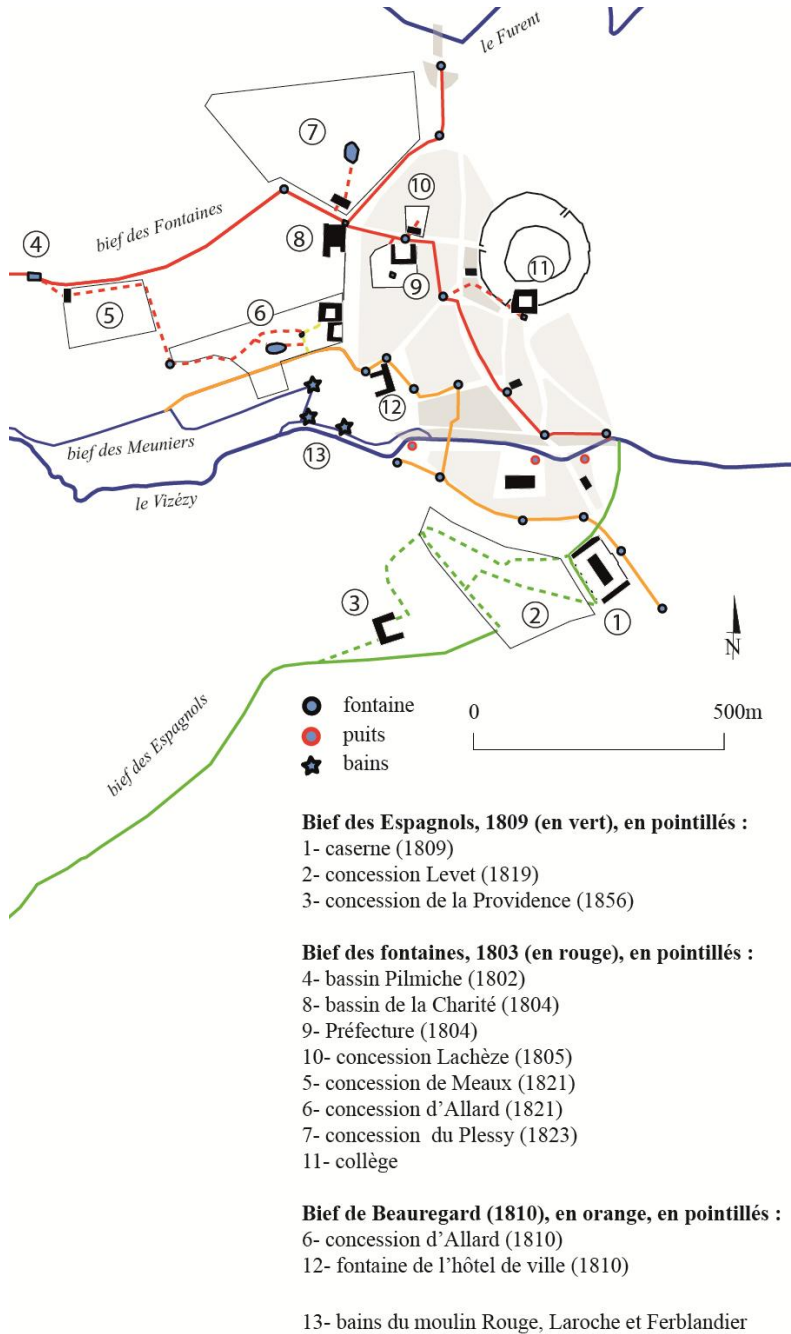 le Furent
7
10
bief des Fontaines
4
8
11
9
5
6
12
bief des Meuniers
13
le Vizézy
3
2
1
N
bief des Espagnols
fontaine
puits
bains
0 500m
Bief des Espagnols, 1809 (en vert), en pointillés :
1- caserne (1809)
2- concession Levet (1819)
3- concession de la Providence (1856)
Bief des fontaines, 1803 (en rouge), en pointillés :
4- bassin Pilmiche (1802)
8- bassin de la Charité (1804)
9- Préfecture (1804)
10- concession Lachèze (1805)
5- concession de Meaux (1821)
6- concession d’Allard (1821)
7- concession du Plessy (1823)
11- collège
Bief de Beauregard (1810), en orange, en pointillés :
6- concession d’Allard (1810)
12- fontaine de l’hôtel de ville (1810)
13- bains du moulin Rouge, Laroche et Ferblandier